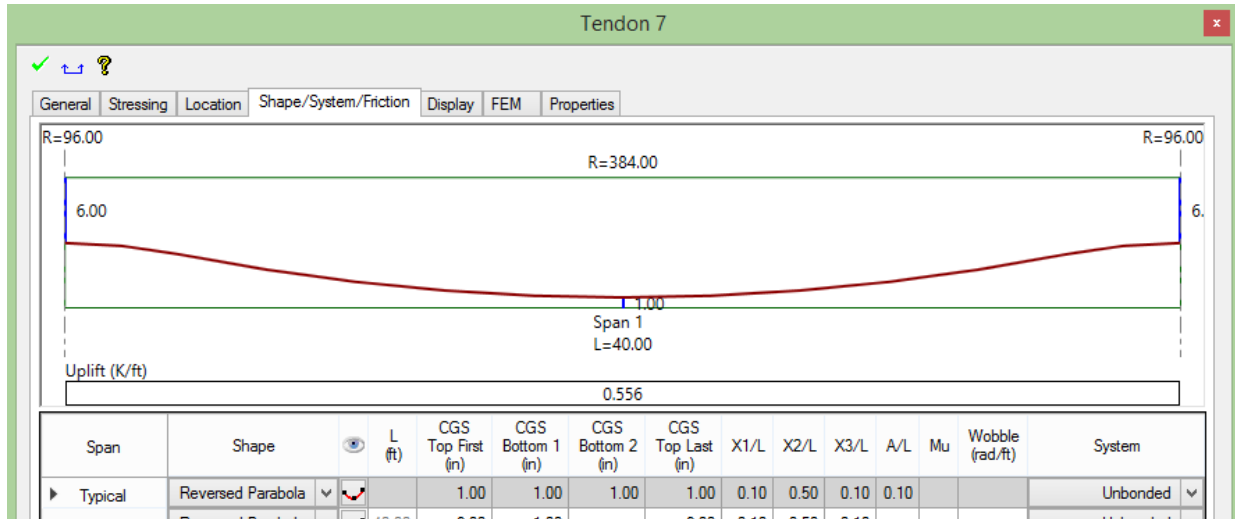 Tendon 7
x
?
General Stressing Location Shape/System/Friction Display FEM Properties
R=96.00 R=96.00
R=384.00
6.00 6.
1.00
Span 1
L=40.00
Uplift (K/ft)
0.556
Span Shape L (ft) CGS Top First (in) CGS Bottom 1 (in) CGS Bottom 2 (in) CGS Top Last (in) X1/L X2/L X3/L A/L Mu Wobble (rad/ft) System
Typical Reversed Parabola 1.00 1.00 1.00 1.00 0.10 0.50 0.10 0.10 Unbonded